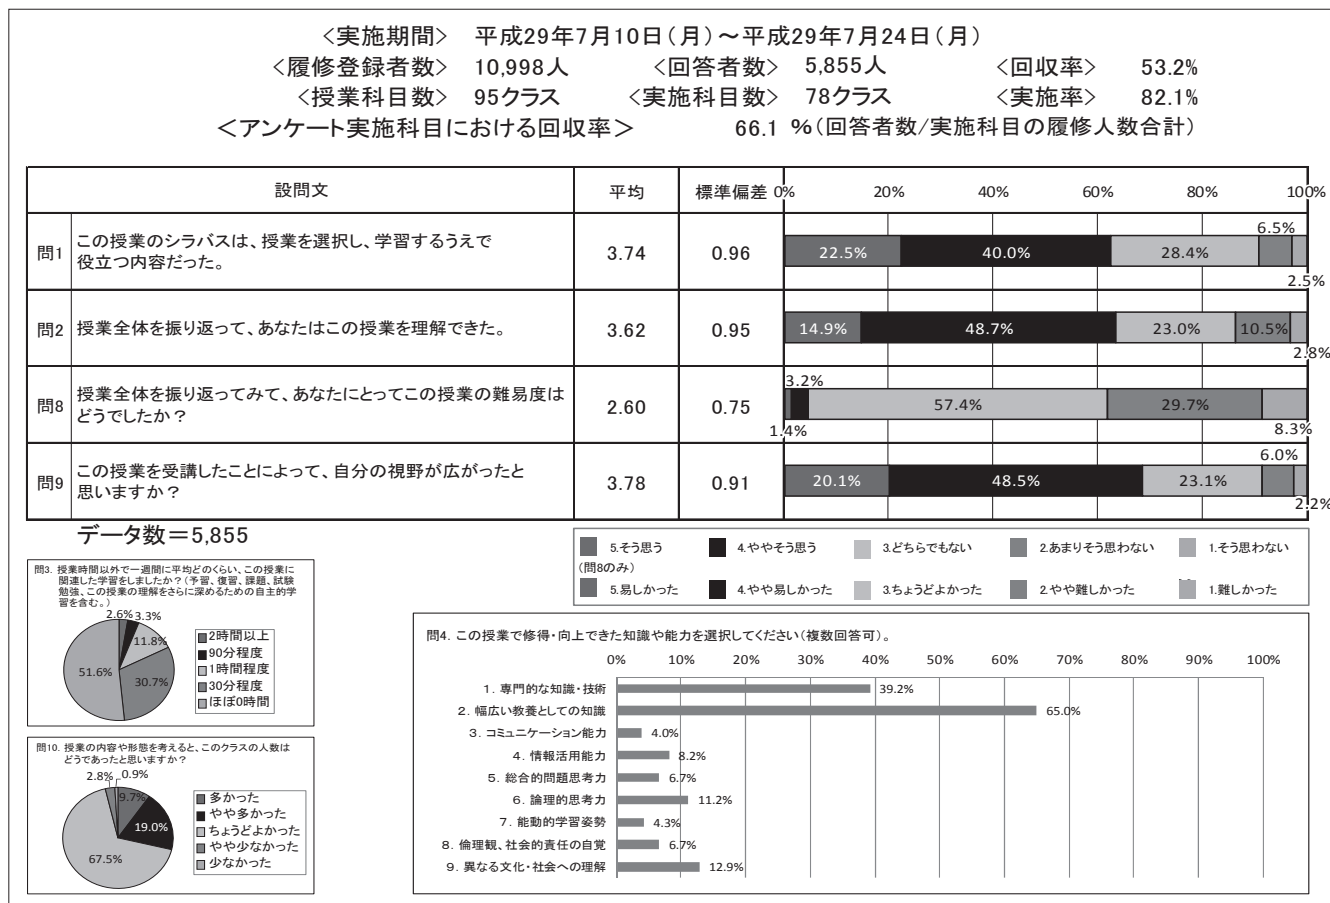 ＜実施期間＞ 平成29年7月10日（月）～平成29年7月24日（月）
＜履修登録者数＞ 10,998人 ＜回答者数＞ 5,855人 ＜回収率＞ 53.2%
＜授業科目数＞ 95クラス ＜実施科目数＞ 78クラス ＜実施率＞ 82.1%
＜アンケート実施科目における回収率＞ 66.1 %（回答者数/実施科目の履修人数合計）
設問文 平均 標準偏差 0% 20% 40% 60% 80% 100%
問1 この授業のシラバスは、授業を選択し、学習するうえで
役立つ内容だった。
3.74 0.96 22.5% 40.0% 28.4% 6.5% 2.5%
問2 授業全体を振り返って、あなたはこの授業を理解できた。
3.62 0.95 14.9% 48.7% 23.0% 10.5% 2.8%
問8 授業全体を振り返ってみて、あなたにとってこの授業の難易度は
どうでしたか？
2.60 0.75 1.4% 3.2% 57.4% 29.7% 8.3%
問9 この授業を受講したことによって、自分の視野が広がったと
思いますか？
3.78 0.91 20.1% 48.5% 23.1% 6.0% 2.2%
データ数＝5,855
5.そう思う 4.ややそう思う 3.どちらでもない 2.あまりそう思わない 1.そう思わない
(問8のみ)
5.易しかった 4.やや易しかった 3.ちょうどよかった 2.やや難しかった 1.難しかった
問3. 授業時間以外で一週間に平均どのくらい、この授業に
関連した学習をしましたか？（予習、復習、課題、試験
勉強、この授業の理解をさらに深めるための自主的学
習を含む。）
2.6% 3.3%
11.8%
30.7%
51.6%
2時間以上
90分程度
1時間程度
30分程度
ほぼ0時間
問10. 授業の内容や形態を考えると、このクラスの人数は
どうであったと思いますか？
2.8% 0.9%
9.7%
19.0%
67.5%
多かった
やや多かった
ちょうどよかった
やや少なかった
少なかった
問4. この授業で修得・向上できた知識や能力を選択してください（複数回答可）。
0% 10% 20% 30% 40% 50% 60% 70% 80% 90% 100%
1. 専門的な知識・技術 39.2%
2. 幅広い教養としての知識 65.0%
3. コミュニケーション能力 4.0%
4. 情報活用能力 8.2%
5. 総合的問題思考力 6.7%
6. 論理的思考力 11.2%
7. 能動的学習姿勢 4.3%
8. 倫理観、社会的責任の自覚 6.7%
9. 異なる文化・社会への理解 12.9%